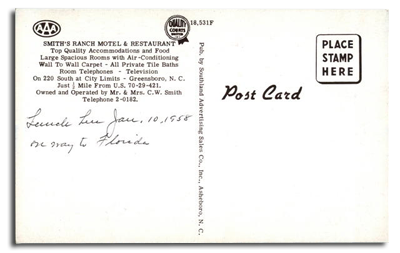 AAA
QUALITY COURTS
18,531F
SMITH'S RANCH MOTEL & RESTAURANT
Top Quality Accommodations and Food
Large Spacious Rooms with Air-Conditioning
Wall To Wall Carpet - All Private Tile Baths
Room Telephones - Television
On 220 South at City Limits - Greensboro, N. C.
Just ½ Mile From U.S. 70-29-421.
Owned and Operated by Mr. & Mrs. C.W. Smith
Telephone 2-0182.
Lunch here Jan. 10, 1958
on way to Florida
Pub. by Southland Advertising Sales Co., Inc., Asheboro, N. C.
Post Card
PLACE
STAMP
HERE